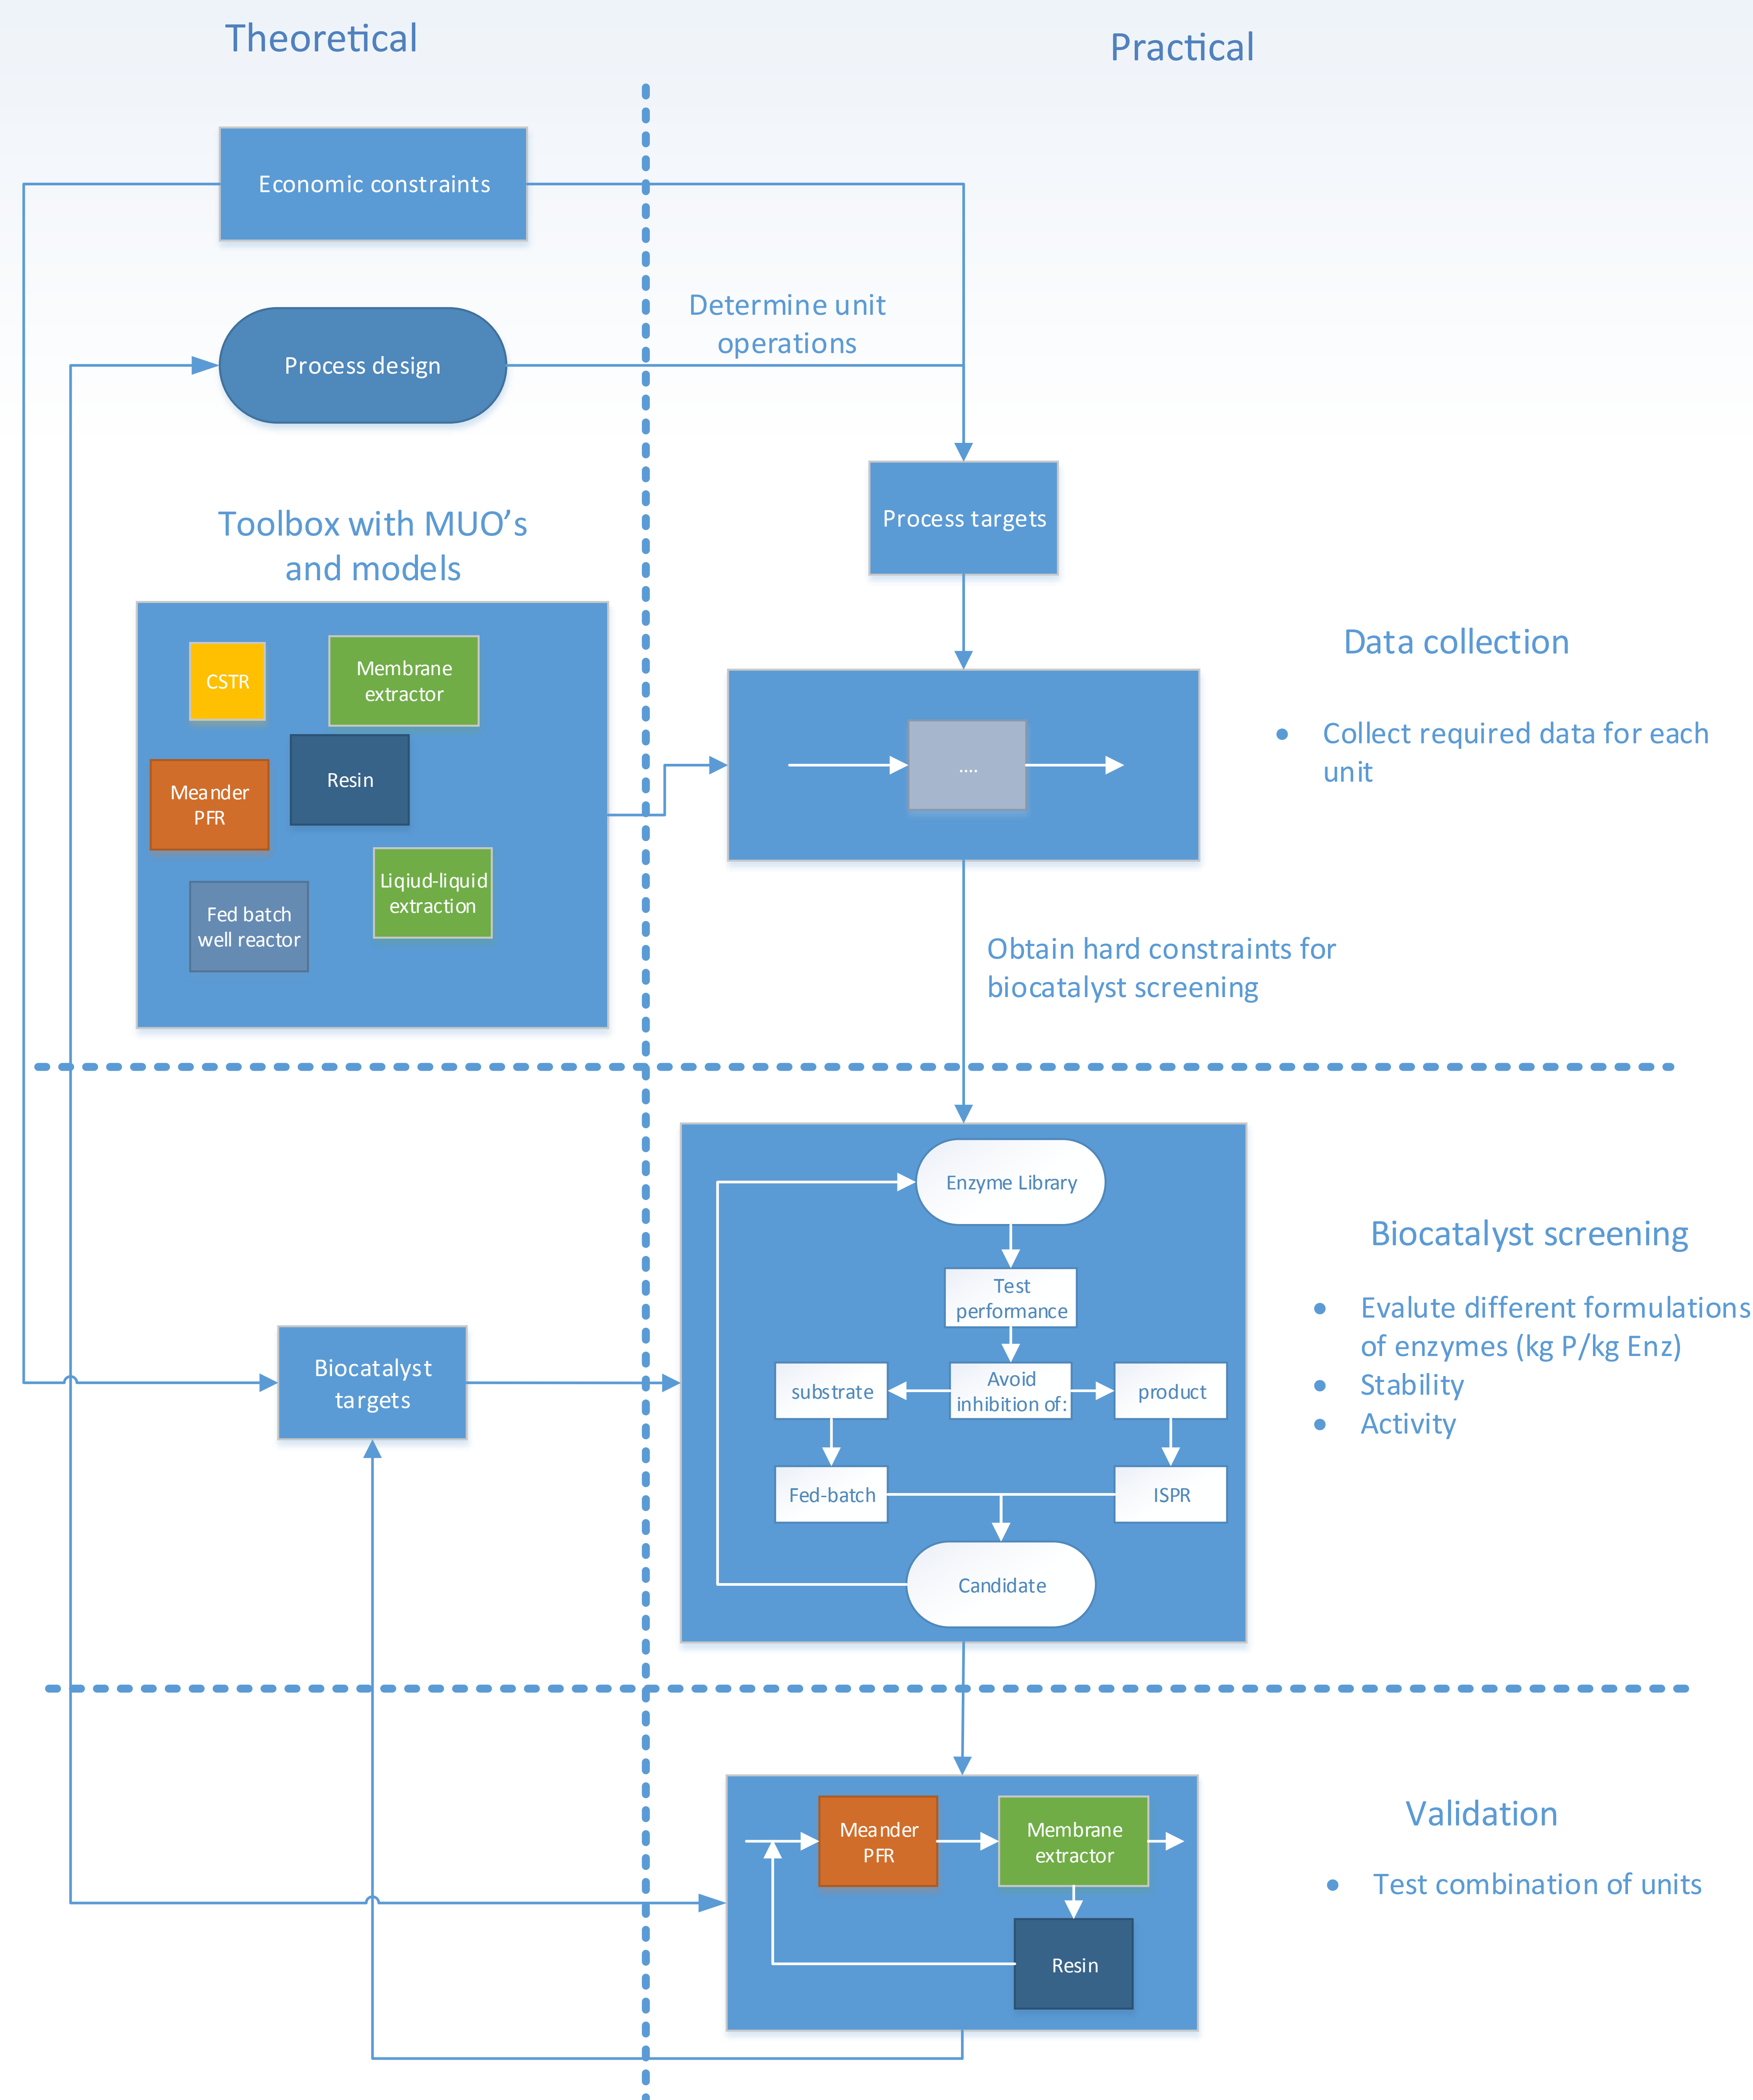 Theoretical
Practical
Economic constraints
Determine unit
operations
Process design
Process targets
Toolbox with MUO’s
and models
CSTR
Membrane
extractor
Resin
Meander
PFR
Liqiud-liquid
extraction
Fed batch
well reactor
....
Data collection
• Collect required data for each
unit
Obtain hard constraints for
biocatalyst screening
Enzyme Library
Test
performance
Avoid
inhibition of:
substrate
product
Fed-batch
ISPR
Candidate
Biocatalyst
targets
Biocatalyst screening
• Evalute different formulations
of enzymes (kg P/kg Enz)
• Stability
• Activity
Meander
PFR
Membrane
extractor
Resin
Validation
• Test combination of units